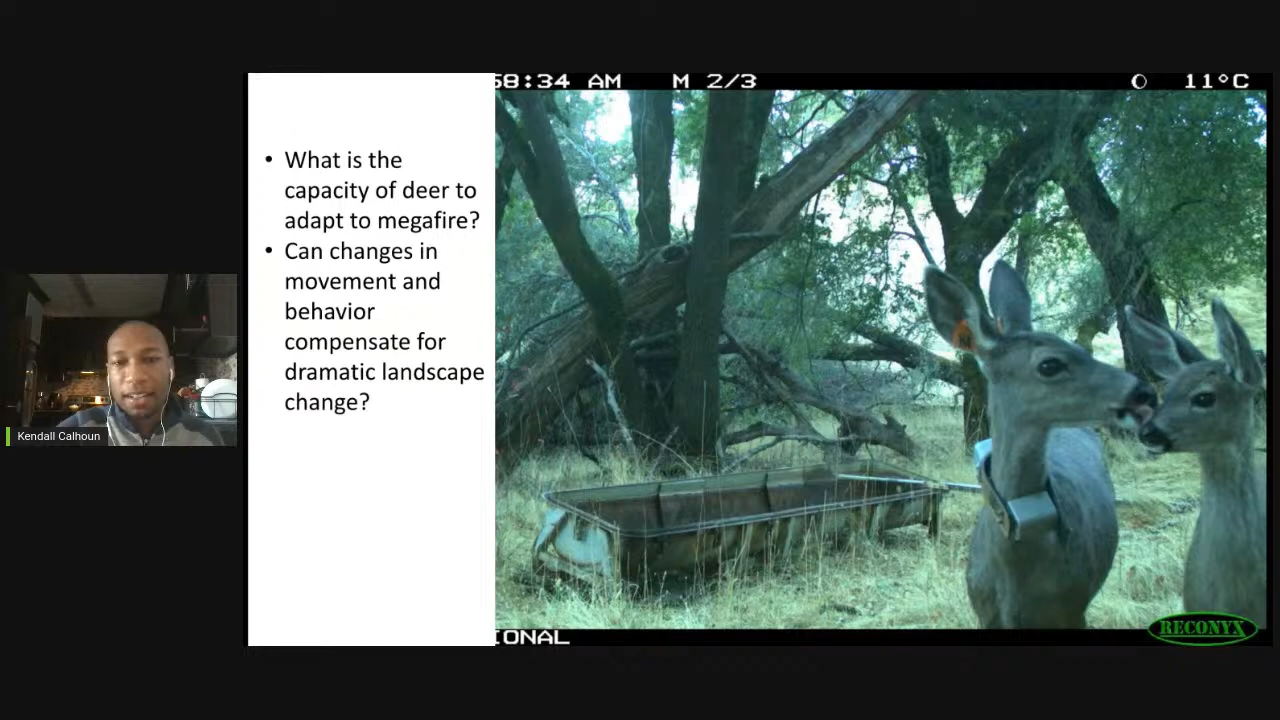 58:34 AM M 2/3 11°C
• What is the
capacity of deer to
adapt to megafire?
• Can changes in
movement and
behavior
compensate for
dramatic landscape
change?
Kendall Calhoun
IONAL
RECONYX